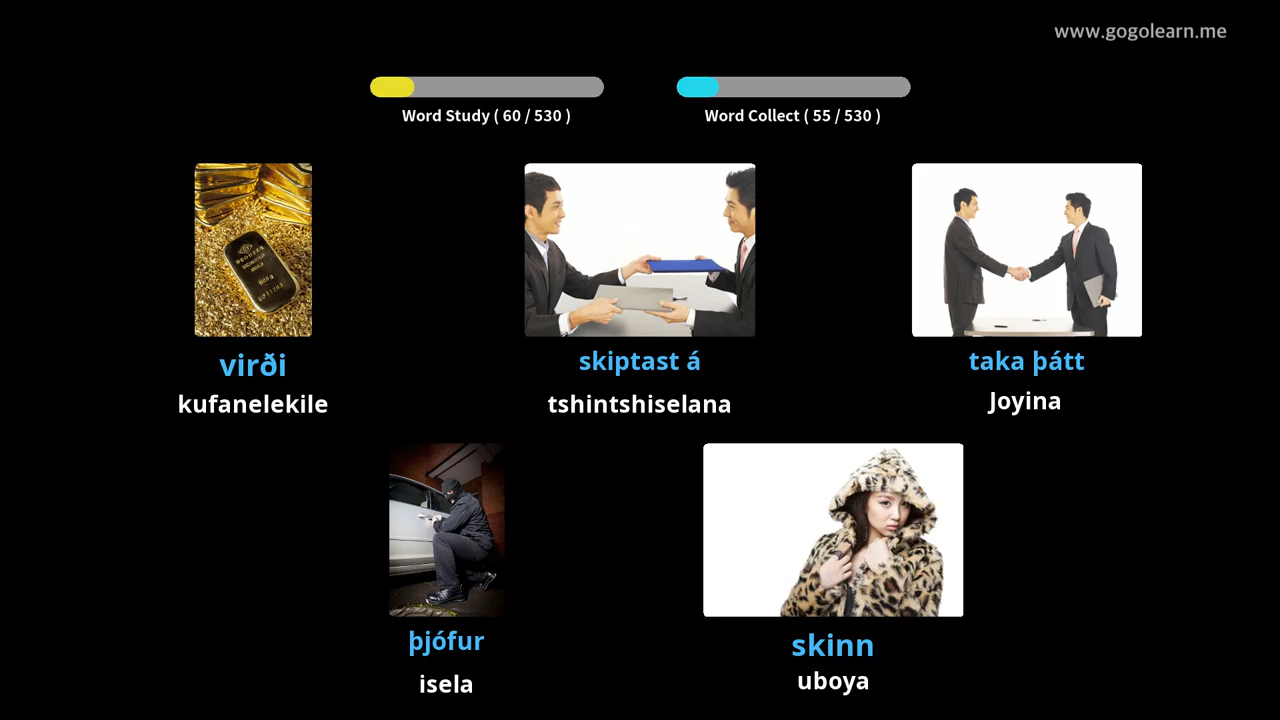 www.gogolearn.me
Word Study ( 60 / 530 )
Word Collect ( 55 / 530 )
virði
skiptast á
taka þátt
kufanelekile
tshintshiselana
Joyina
þjófur
skinn
isela
uboya